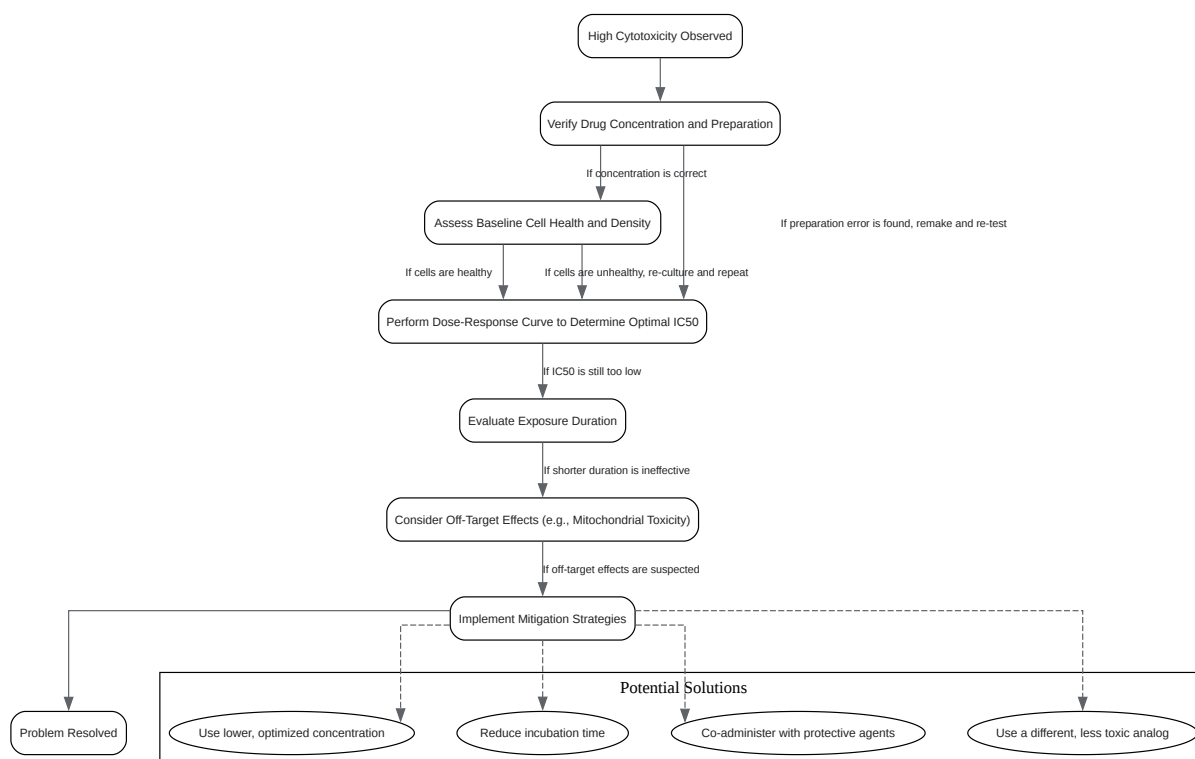 High Cytotoxicity Observed
Verify Drug Concentration and Preparation
If concentration is correct
Assess Baseline Cell Health and Density
If preparation error is found, remake and re-test
If cells are healthy
If cells are unhealthy, re-culture and repeat
Perform Dose-Response Curve to Determine Optimal IC50
If IC50 is still too low
Evaluate Exposure Duration
If shorter duration is ineffective
Consider Off-Target Effects (e.g., Mitochondrial Toxicity)
If off-target effects are suspected
Implement Mitigation Strategies
Potential Solutions
Problem Resolved
Use lower, optimized concentration
Reduce incubation time
Co-administer with protective agents
Use a different, less toxic analog